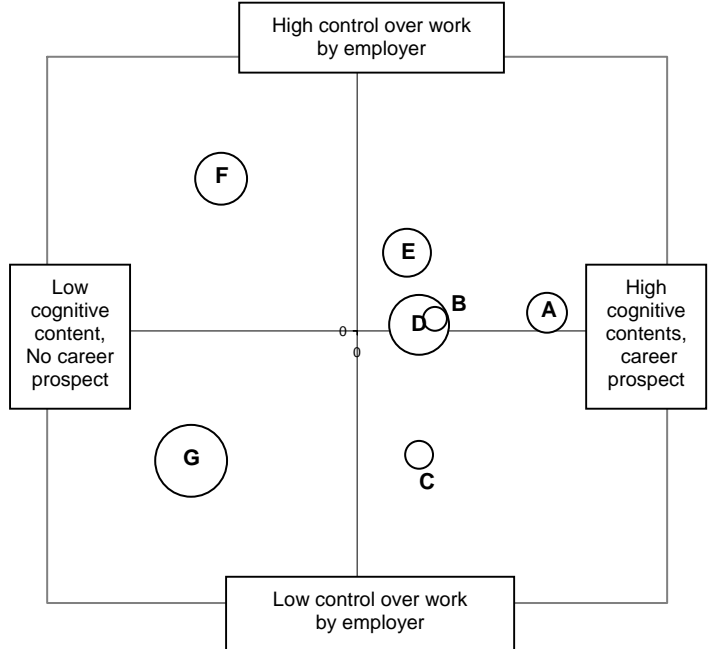 High control over work
by employer
F
E
B
A
D
Low
cognitive
content,
No career
prospect
0
0
High
cognitive
contents,
career
prospect
G
C
Low control over work
by employer